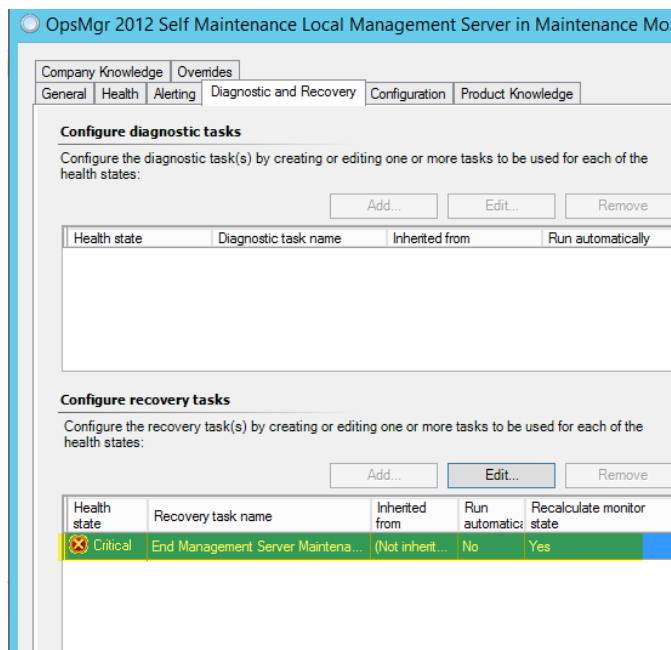 OpsMgr 2012 Self Maintenance Local Management Server in Maintenance Mo
Company Knowledge Overrides
General Health Alerting Diagnostic and Recovery Configuration Product Knowledge
Configure diagnostic tasks
Configure the diagnostic task(s) by creating or editing one or more tasks to be used for each of the
health states:
Add... Edit... Remove
Health state Diagnostic task name Inherited from Run automatically
Configure recovery tasks
Configure the recovery task(s) by creating or editing one or more tasks to be used for each of the
health states:
Add... Edit... Remove
Health state Recovery task name Inherited from Run automatica Recalculate monitor state
Critical End Management Server Maintena... (Not inherit... No Yes